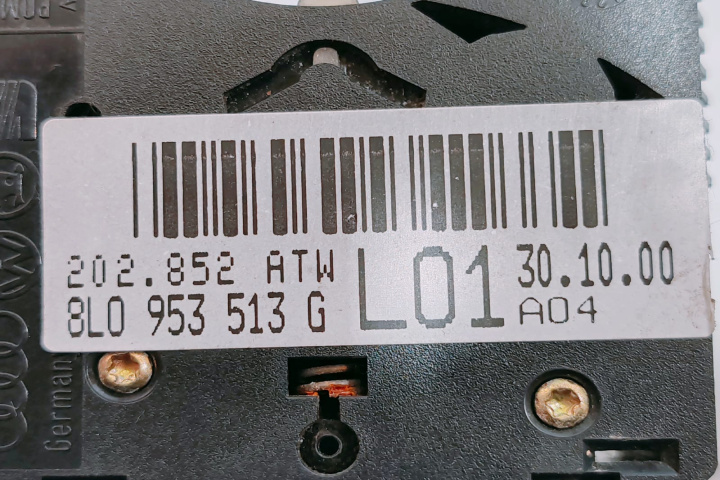 202.852 ATW
8L0 953 513 G
L01
30.10.00
A04
German